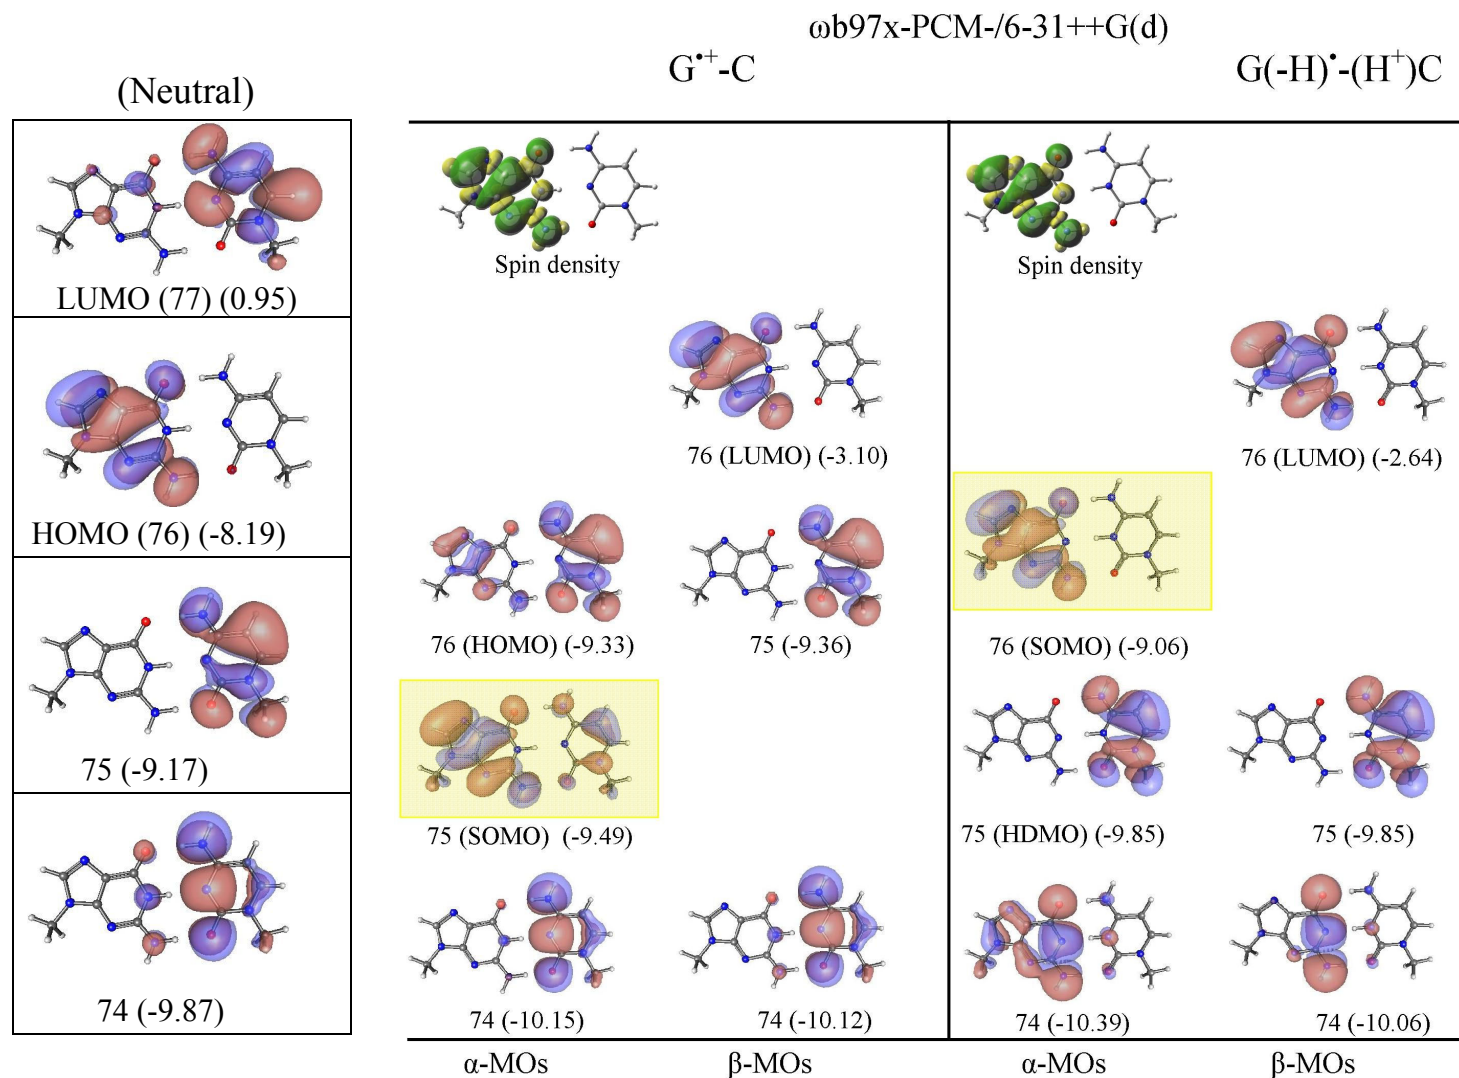 ωb97x-PCM-/6-31++G(d)
G•+-C
G(-H)•-(H+)C
(Neutral)
LUMO (77) (0.95)
HOMO (76) (-8.19)
75 (-9.17)
74 (-9.87)
Spin density
76 (LUMO) (-3.10)
76 (HOMO) (-9.33)
75 (-9.36)
75 (SOMO) (-9.49)
74 (-10.15)
74 (-10.12)
α-MOs
β-MOs
Spin density
76 (LUMO) (-2.64)
76 (SOMO) (-9.06)
75 (HDMO) (-9.85)
75 (-9.85)
74 (-10.39)
74 (-10.06)
α-MOs
β-MOs